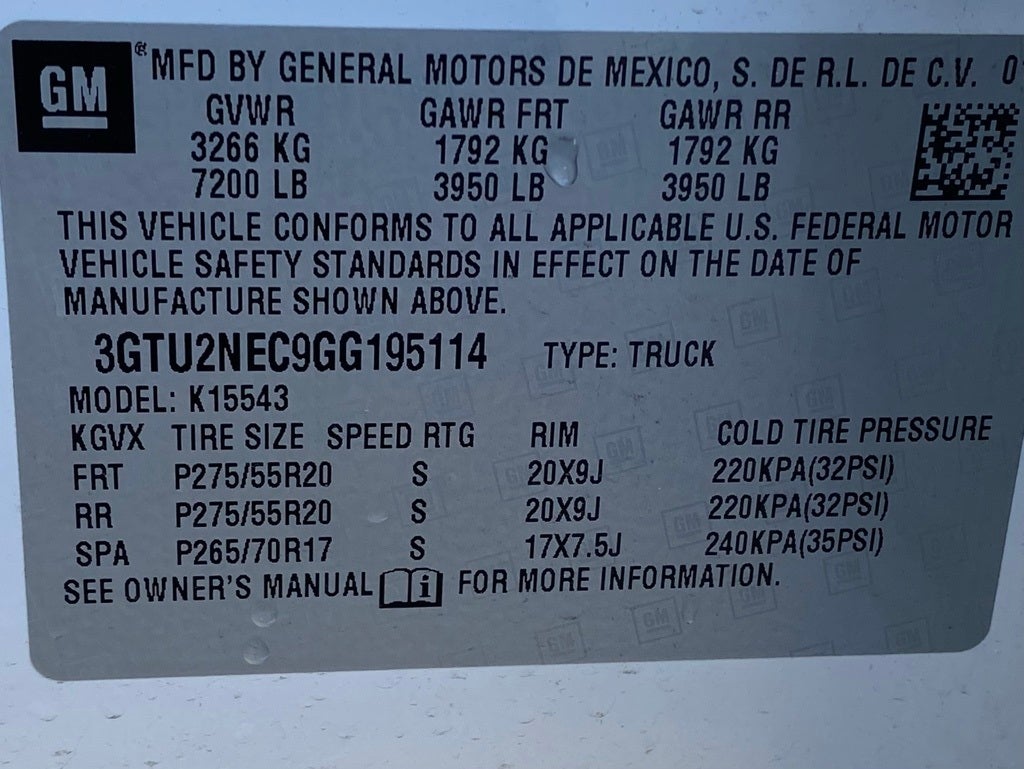 GM
® MFD BY GENERAL MOTORS DE MEXICO, S. DE R.L. DE C.V. 0
GVWR GAWR FRT GAWR RR
3266 KG 1792 KG 1792 KG
7200 LB 3950 LB 3950 LB
THIS VEHICLE CONFORMS TO ALL APPLICABLE U.S. FEDERAL MOTOR
VEHICLE SAFETY STANDARDS IN EFFECT ON THE DATE OF
MANUFACTURE SHOWN ABOVE.
3GTU2NEC9GG195114 TYPE: TRUCK
MODEL: K15543
KGVX TIRE SIZE SPEED RTG RIM COLD TIRE PRESSURE
FRT P275/55R20 S 20X9J 220KPA(32PSI)
RR P275/55R20 S 20X9J 220KPA(32PSI)
SPA P265/70R17 S 17X7.5J 240KPA(35PSI)
SEE OWNER'S MANUAL i FOR MORE INFORMATION.